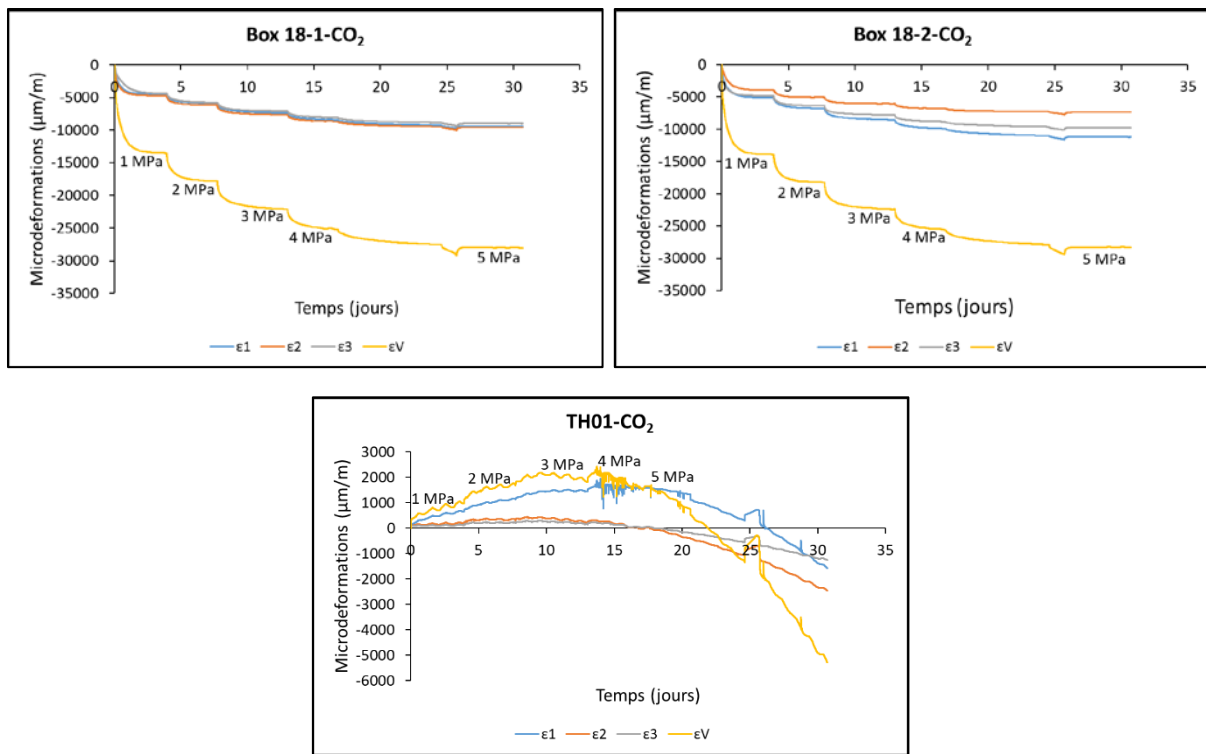 Box 18-1-CO₂
Microdeformations (µm/m)
0
-5000
-10000
-15000
-20000
-25000
-30000
-35000
0 5 10 15 20 25 30 35
1 MPa
2 MPa
3 MPa
4 MPa
5 MPa
Temps (jours)
ε1 ε2 ε3 εV
Box 18-2-CO₂
Microdeformations (µm/m)
0
-5000
-10000
-15000
-20000
-25000
-30000
-35000
0 5 10 15 20 25 30 35
1 MPa
2 MPa
3 MPa
4 MPa
5 MPa
Temps (jours)
ε1 ε2 ε3 εV
TH01-CO₂
Microdeformations (µm/m)
3000
2000
1000
0
-1000
-2000
-3000
-4000
-5000
-6000
0 5 10 15 20 25 30 35
1 MPa
2 MPa
3 MPa
4 MPa
5 MPa
Temps (jours)
ε1 ε2 ε3 εV